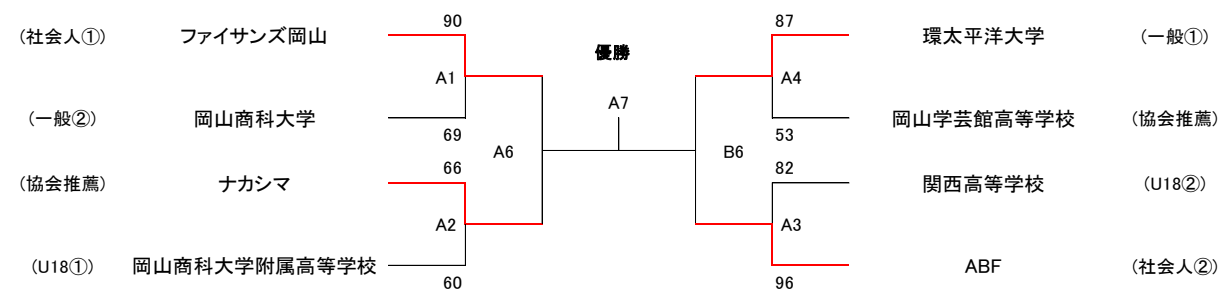 90
87
(社会人①) ファイサンズ岡山
環太平洋大学 (一般①)
優勝
A1
A4
A7
(一般②) 岡山商科大学
岡山学芸館高等学校 (協会推薦)
69
53
A6
B6
66
82
(協会推薦) ナカシマ
関西高等学校 (U18②)
A2
A3
(U18①) 岡山商科大学附属高等学校
ABF (社会人②)
60
96